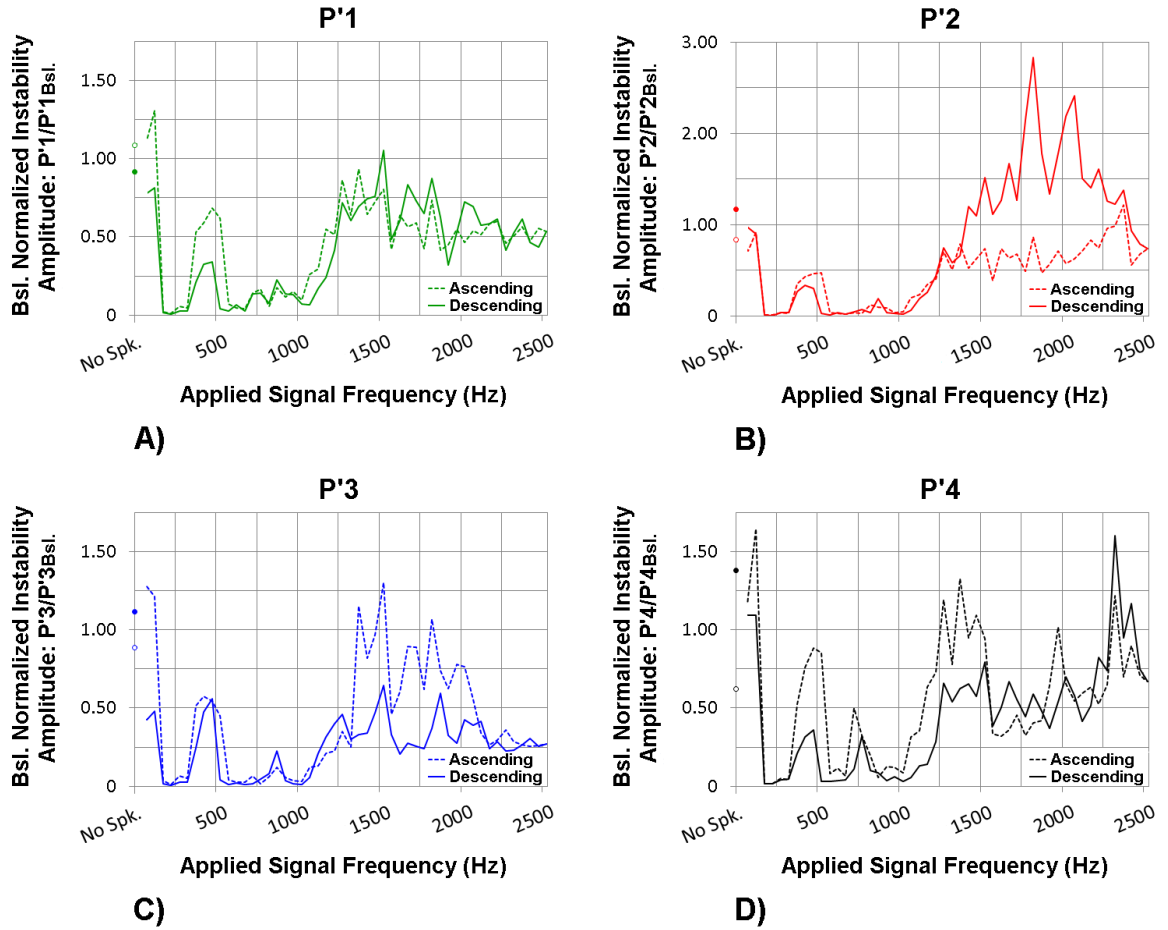 P'1
Bsl. Normalized Instability
Amplitude: P'1/P'1Bsl.
1.50
1.00
0.50
0
Ascending
Descending
No Spk.
500
1000
1500
2000
2500
Applied Signal Frequency (Hz)
A)
P'2
Bsl. Normalized Instability
Amplitude: P'2/P'2Bsl.
3.00
2.00
1.00
0
Ascending
Descending
No Spk.
500
1000
1500
2000
2500
Applied Signal Frequency (Hz)
B)
P'3
Bsl. Normalized Instability
Amplitude: P'3/P'3Bsl.
1.50
1.00
0.50
0
Ascending
Descending
No Spk.
500
1000
1500
2000
2500
Applied Signal Frequency (Hz)
C)
P'4
Bsl. Normalized Instability
Amplitude: P'4/P'4Bsl.
1.50
1.00
0.50
0
Ascending
Descending
No Spk.
500
1000
1500
2000
2500
Applied Signal Frequency (Hz)
D)